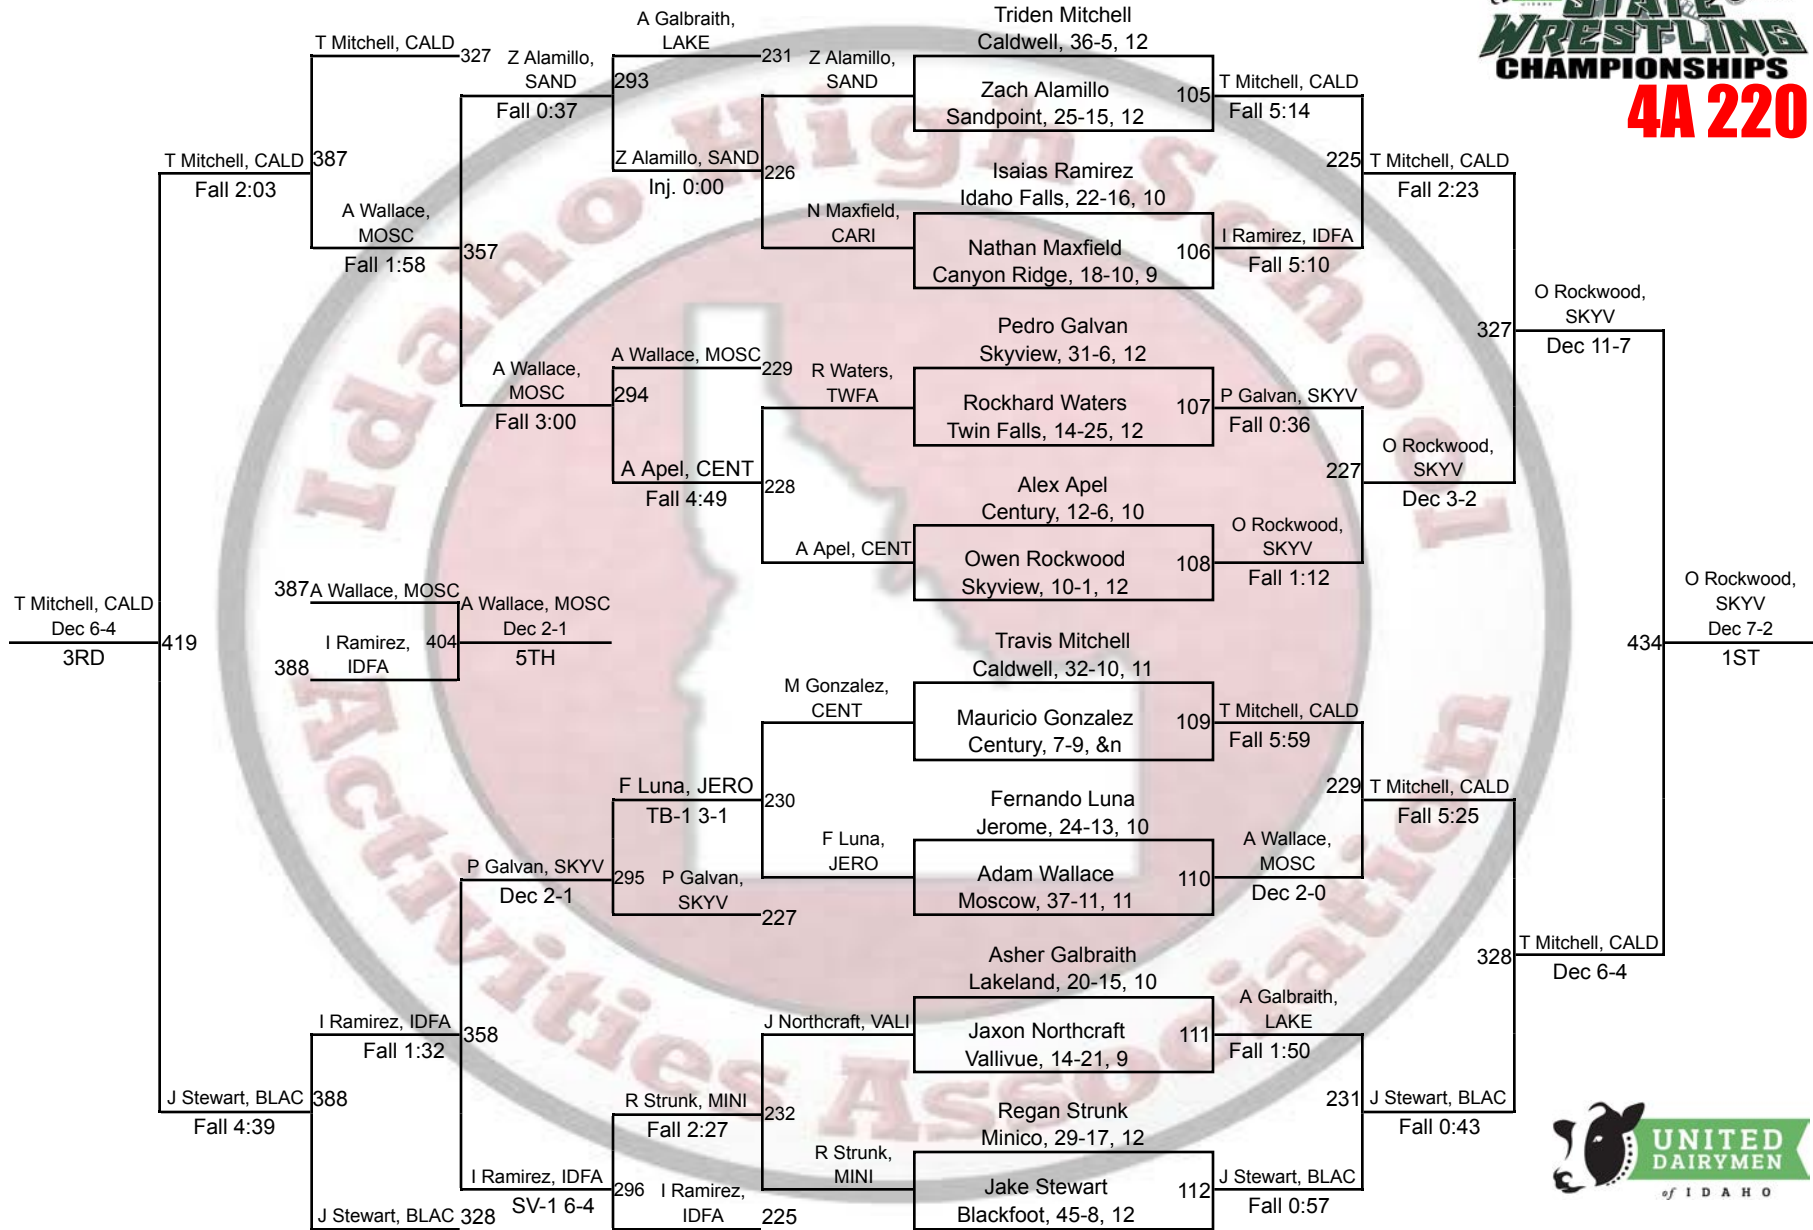 STATE
WRESTLING
CHAMPIONSHIPS
4A 220
Idaho High School
Activities Association
Triden Mitchell
Caldwell, 36-5, 12
Zach Alamillo
Sandpoint, 25-15, 12
105
T Mitchell, CALD
Fall 5:14
Isaias Ramirez
Idaho Falls, 22-16, 10
Nathan Maxfield
Canyon Ridge, 18-10, 9
106
I Ramirez, IDFA
Fall 5:10
225
T Mitchell, CALD
Fall 2:23
Pedro Galvan
Skyview, 31-6, 12
Rockhard Waters
Twin Falls, 14-25, 12
107
P Galvan, SKYV
Fall 0:36
Alex Apel
Century, 12-6, 10
Owen Rockwood
Skyview, 10-1, 12
108
O Rockwood,
SKYV
Fall 1:12
227
O Rockwood,
SKYV
Dec 3-2
327
O Rockwood,
SKYV
Dec 11-7
Travis Mitchell
Caldwell, 32-10, 11
Mauricio Gonzalez
Century, 7-9, &n
109
T Mitchell, CALD
Fall 5:59
Fernando Luna
Jerome, 24-13, 10
Adam Wallace
Moscow, 37-11, 11
110
A Wallace,
MOSC
Dec 2-0
229
T Mitchell, CALD
Fall 5:25
Asher Galbraith
Lakeland, 20-15, 10
Jaxon Northcraft
Vallivue, 14-21, 9
111
A Galbraith,
LAKE
Fall 1:50
Regan Strunk
Minico, 29-17, 12
Jake Stewart
Blackfoot, 45-8, 12
112
J Stewart, BLAC
Fall 0:57
231
J Stewart, BLAC
Fall 0:43
328
T Mitchell, CALD
Dec 6-4
434
O Rockwood,
SKYV
Dec 7-2
1ST
Z Alamillo,
SAND
N Maxfield,
CARI
226
Z Alamillo, SAND
Inj. 0:00
A Galbraith,
LAKE
231
293
Z Alamillo,
SAND
Fall 0:37
R Waters,
TWFA
A Apel, CENT
228
A Apel, CENT
Fall 4:49
A Wallace, MOSC
229
294
A Wallace,
MOSC
Fall 3:00
357
A Wallace,
MOSC
Fall 1:58
T Mitchell, CALD
327
387
T Mitchell, CALD
Fall 2:03
M Gonzalez,
CENT
F Luna,
JERO
230
F Luna, JERO
TB-1 3-1
P Galvan,
SKYV
227
295
P Galvan, SKYV
Dec 2-1
J Northcraft, VALI
R Strunk,
MINI
232
R Strunk, MINI
Fall 2:27
I Ramirez,
IDFA
225
296
I Ramirez, IDFA
SV-1 6-4
358
I Ramirez, IDFA
Fall 1:32
J Stewart, BLAC
328
388
J Stewart, BLAC
Fall 4:39
419
T Mitchell, CALD
Dec 6-4
3RD
387
A Wallace, MOSC
388
I Ramirez,
IDFA
404
A Wallace, MOSC
Dec 2-1
5TH
UNITED
DAIRYMEN
of IDAHO